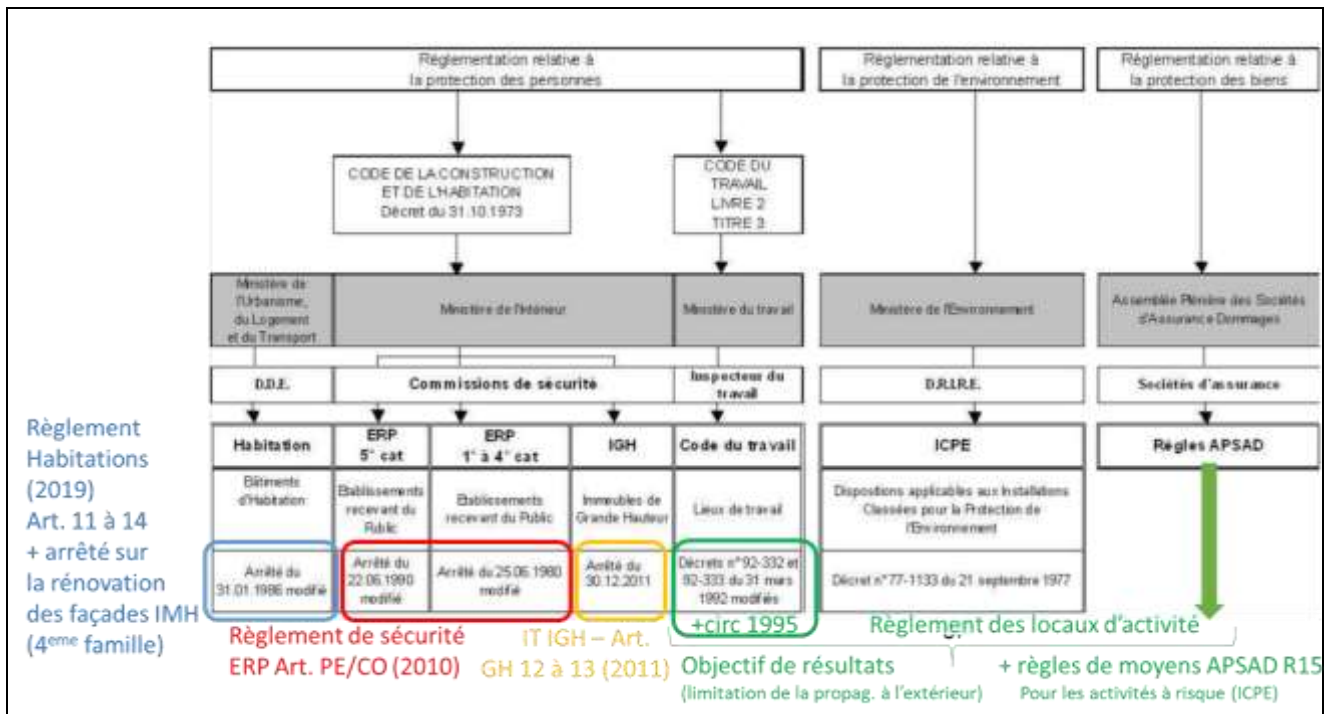 Réglementation relative à
la protection des personnes
Réglementation relative à
la protection de l'environnement
Réglementation relative à
la protection des biens
CODE DE LA CONSTRUCTION
ET DE L'HABITATION
Décret du 31.10.1973
CODE DU
TRAVAIL
LIVRE 2
TITRE 3
Ministère de
l'Urbanisme,
du Logement
et du Transport
Ministère de l'Intérieur
Ministère du travail
Ministère de l'Environnement
Assemblée Plénière des Sociétés
d'Assurance Dommages
D.D.E.
Commissions de sécurité
Inspecteur du
travail
D.R.I.R.E.
Sociétés d'assurance
Habitation
ERP
5° cat
ERP
1° à 4° cat
IGH
Code du travail
ICPE
Règles APSAD
Bâtiments
d'Habitation
Etablissements
recevant du
Public
Etablissements
recevant du Public
Immeubles de
Grande Hauteur
Lieux de travail
Dispositions applicables aux Installations
Classées pour la Protection de
l'Environnement
Arrêté du
31.01.1986 modifié
Arrêté du
22.06.1990
modifié
Arrêté du 25.06.1980
modifié
Arrêté du
30.12.2011
Décrets n°92-332 et
92-333 du 31 mars
1992 modifiés
Décret n°77-1133 du 21 septembre 1977
Règlement
Habitations
(2019)
Art. 11 à 14
+ arrêté sur
la rénovation
des façades IMH
(4eme famille)
Règlement de sécurité
ERP Art. PE/CO (2010)
IT IGH – Art.
GH 12 à 13 (2011)
+circ 1995
Règlement des locaux d'activité
Objectif de résultats
(limitation de la propag. à l'extérieur)
+ règles de moyens APSAD R15
Pour les activités à risque (ICPE)